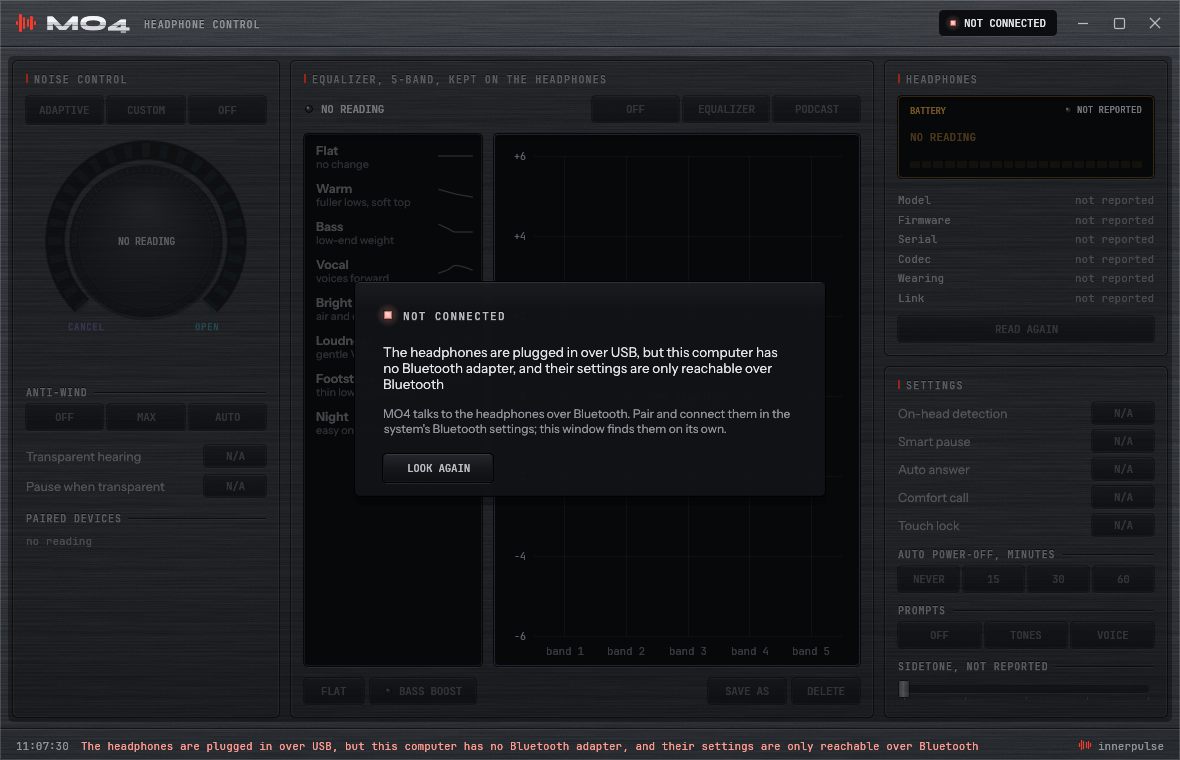 MO4 HEADPHONE CONTROL
NOT CONNECTED
NOISE CONTROL
ADAPTIVE CUSTOM OFF
NO READING
CANCEL OPEN
ANTI-WIND
OFF MAX AUTO
Transparent hearing N/A
Pause when transparent N/A
PAIRED DEVICES
no reading
EQUALIZER, 5-BAND, KEPT ON THE HEADPHONES
NO READING
OFF EQUALIZER PODCAST
Flat
no change
Warm
fuller lows, soft top
Bass
low-end weight
Vocal
voices forward
Bright
air and
Loudn
gentle
Footst
thin low
Night
easy on
+6
+4
-4
-6
band 1 band 2 band 3 band 4 band 5
FLAT BASS BOOST SAVE AS DELETE
NOT CONNECTED
The headphones are plugged in over USB, but this computer has
no Bluetooth adapter, and their settings are only reachable over
Bluetooth
MO4 talks to the headphones over Bluetooth. Pair and connect them in the
system's Bluetooth settings; this window finds them on its own.
LOOK AGAIN
HEADPHONES
BATTERY NOT REPORTED
NO READING
Model not reported
Firmware not reported
Serial not reported
Codec not reported
Wearing not reported
Link not reported
READ AGAIN
SETTINGS
On-head detection N/A
Smart pause N/A
Auto answer N/A
Comfort call N/A
Touch lock N/A
AUTO POWER-OFF, MINUTES
NEVER 15 30 60
PROMPTS
OFF TONES VOICE
SIDETONE, NOT REPORTED
11:07:30 The headphones are plugged in over USB, but this computer has no Bluetooth adapter, and their settings are only reachable over Bluetooth
innerpulse